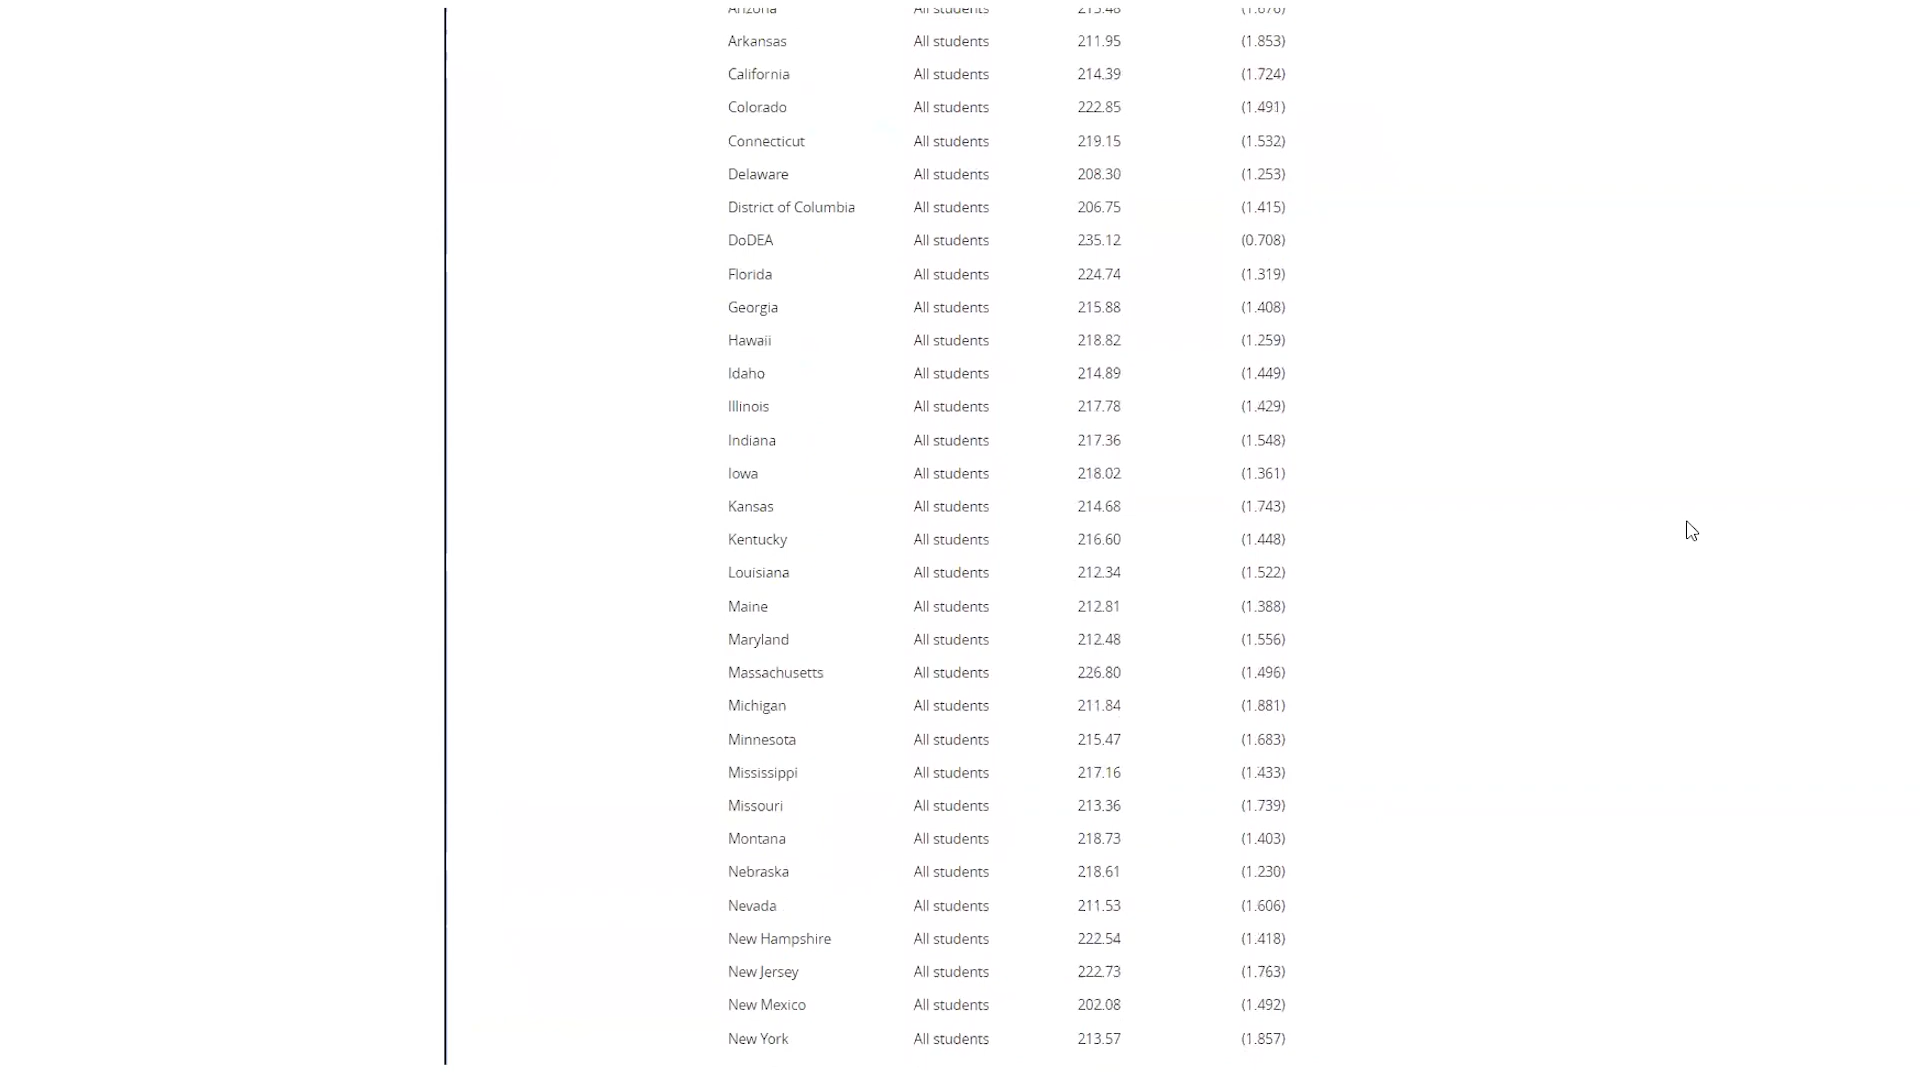 Arizona All students 215.48 (1.676)
Arkansas All students 211.95 (1.853)
California All students 214.39 (1.724)
Colorado All students 222.85 (1.491)
Connecticut All students 219.15 (1.532)
Delaware All students 208.30 (1.253)
District of Columbia All students 206.75 (1.415)
DoDEA All students 235.12 (0.708)
Florida All students 224.74 (1.319)
Georgia All students 215.88 (1.408)
Hawaii All students 218.82 (1.259)
Idaho All students 214.89 (1.449)
Illinois All students 217.78 (1.429)
Indiana All students 217.36 (1.548)
Iowa All students 218.02 (1.361)
Kansas All students 214.68 (1.743)
Kentucky All students 216.60 (1.448)
Louisiana All students 212.34 (1.522)
Maine All students 212.81 (1.388)
Maryland All students 212.48 (1.556)
Massachusetts All students 226.80 (1.496)
Michigan All students 211.84 (1.881)
Minnesota All students 215.47 (1.683)
Mississippi All students 217.16 (1.433)
Missouri All students 213.36 (1.739)
Montana All students 218.73 (1.403)
Nebraska All students 218.61 (1.230)
Nevada All students 211.53 (1.606)
New Hampshire All students 222.54 (1.418)
New Jersey All students 222.73 (1.763)
New Mexico All students 202.08 (1.492)
New York All students 213.57 (1.857)